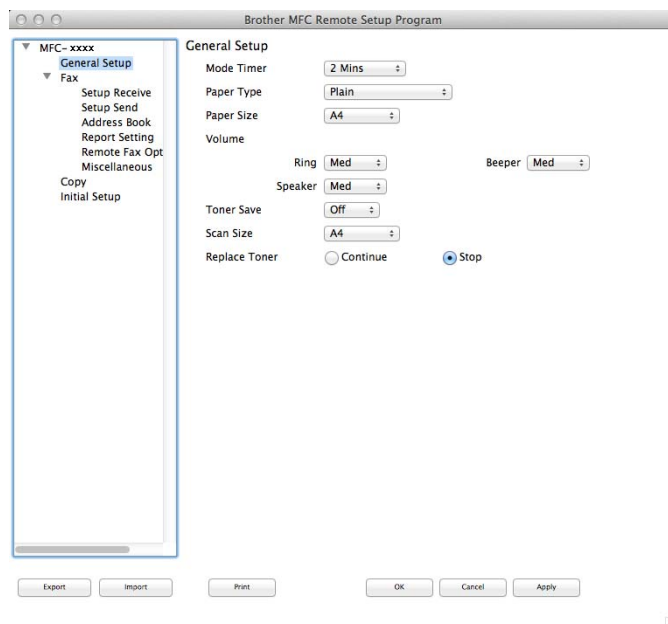 Brother MFC Remote Setup Program
MFC- xxxx
General Setup
Fax
Setup Receive
Setup Send
Address Book
Report Setting
Remote Fax Opt
Miscellaneous
Copy
Initial Setup
General Setup
Mode Timer 2 Mins
Paper Type Plain
Paper Size A4
Volume
Ring Med Beeper Med
Speaker Med
Toner Save Off
Scan Size A4
Replace Toner Continue Stop
Export Import Print OK Cancel Apply